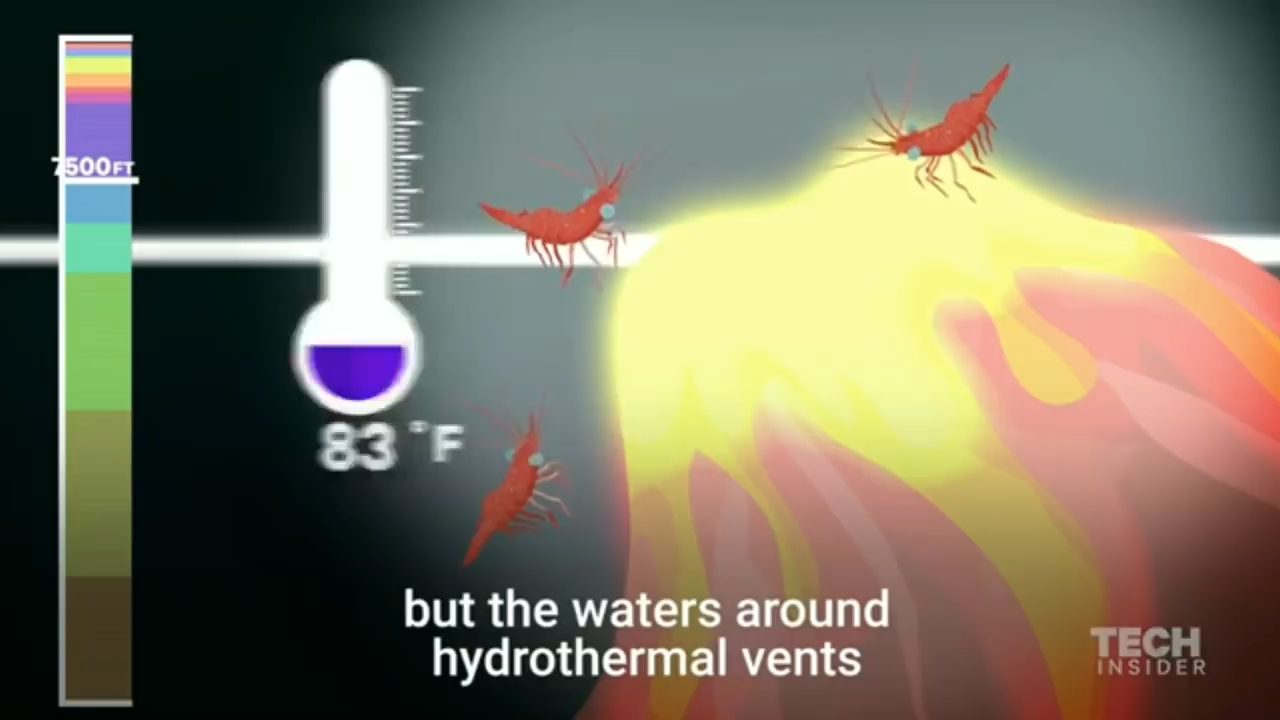 7500FT
83 °F
but the waters around
hydrothermal vents
TECH
INSIDER